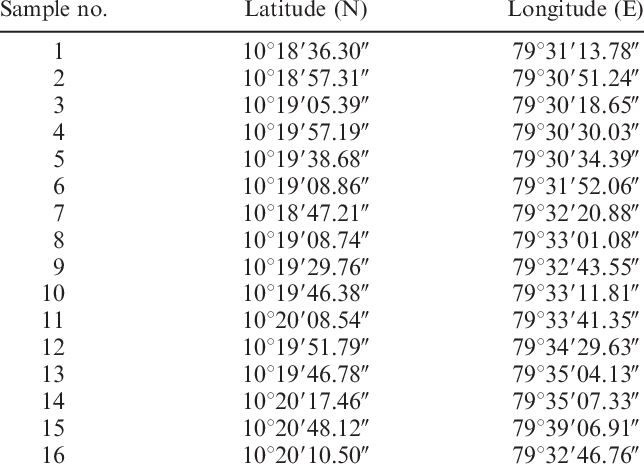 Sample no. Latitude (N) Longitude (E)
1 10°18′36.30″ 79°31′13.78″
2 10°18′57.31″ 79°30′51.24″
3 10°19′05.39″ 79°30′18.65″
4 10°19′57.19″ 79°30′30.03″
5 10°19′38.68″ 79°30′34.39″
6 10°19′08.86″ 79°31′52.06″
7 10°18′47.21″ 79°32′20.88″
8 10°19′08.74″ 79°33′01.08″
9 10°19′29.76″ 79°32′43.55″
10 10°19′46.38″ 79°33′11.81″
11 10°20′08.54″ 79°33′41.35″
12 10°19′51.79″ 79°34′29.63″
13 10°19′46.78″ 79°35′04.13″
14 10°20′17.46″ 79°35′07.33″
15 10°20′48.12″ 79°39′06.91″
16 10°20′10.50″ 79°32′46.76″